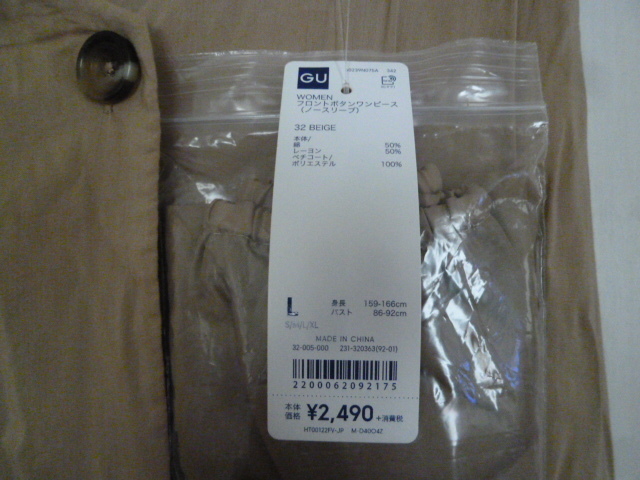 GU
WOMEN
フロントボタンワンピース
（ノースリーブ）
32 BEIGE
本体/
綿 50%
レーヨン 50%
ペチコート/
ポリエステル 100%
L 身長 159-166cm
S/M/L/XL バスト 86-92cm
MADE IN CHINA
32-005-000 231-320363(92-01)
2200062092175
本体価格 ¥2,490 +消費税
HT00122FY-JP M-D40O4Z